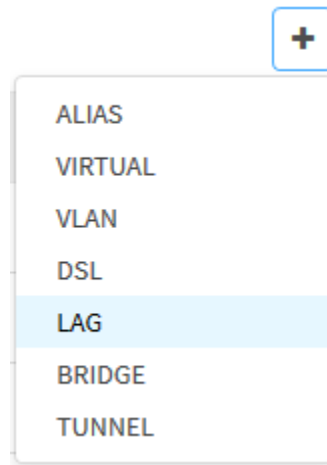 ALIAS
VIRTUAL
VLAN
DSL
LAG
BRIDGE
TUNNEL